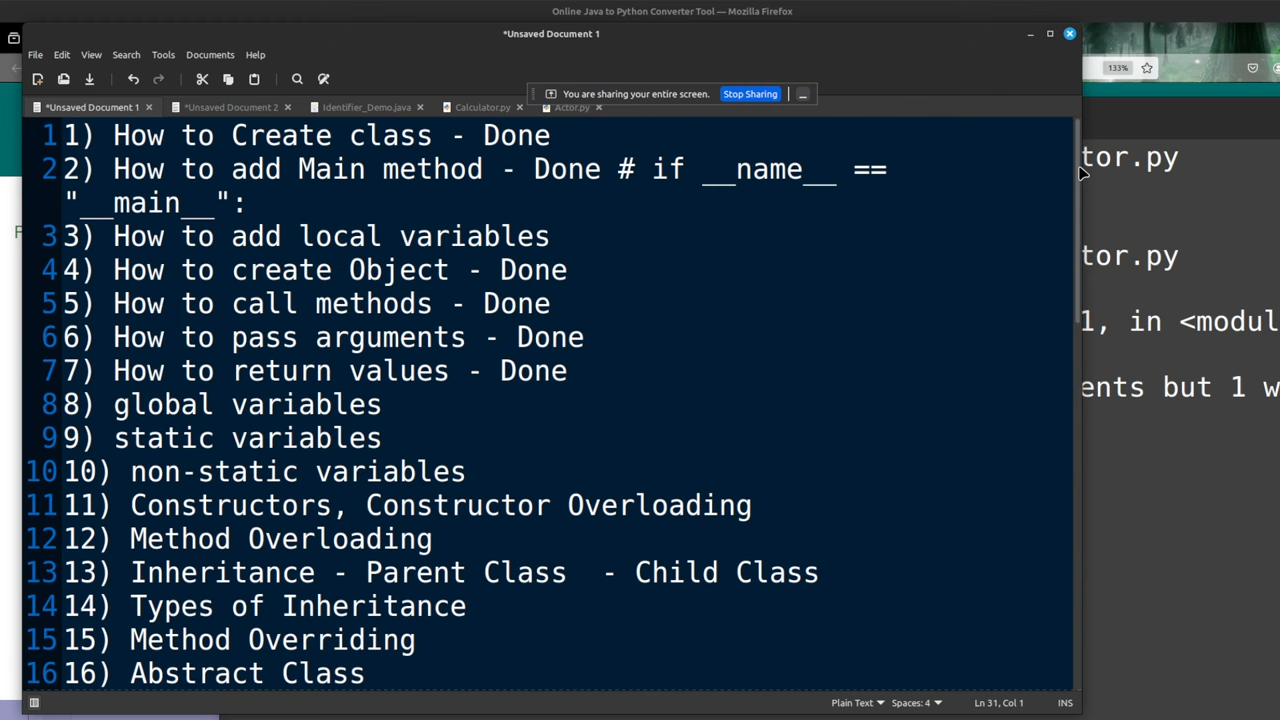 Online Java to Python Converter Tool — Mozilla Firefox
*Unsaved Document 1
File Edit View Search Tools Documents Help
133%
You are sharing your entire screen. Stop Sharing
*Unsaved Document 1 *Unsaved Document 2 Identifier_Demo.java Calculator.py Actor.py
1 1) How to Create class - Done
2 2) How to add Main method - Done # if __name__ ==
"__main__":
3 3) How to add local variables
4 4) How to create Object - Done
5 5) How to call methods - Done
6 6) How to pass arguments - Done
7 7) How to return values - Done
8 8) global variables
9 9) static variables
10 10) non-static variables
11 11) Constructors, Constructor Overloading
12 12) Method Overloading
13 13) Inheritance - Parent Class  - Child Class
14 14) Types of Inheritance
15 15) Method Overriding
16 16) Abstract Class
tor.py
tor.py
1, in <modul
ents but 1 w
Plain Text Spaces: 4 Ln 31, Col 1 INS